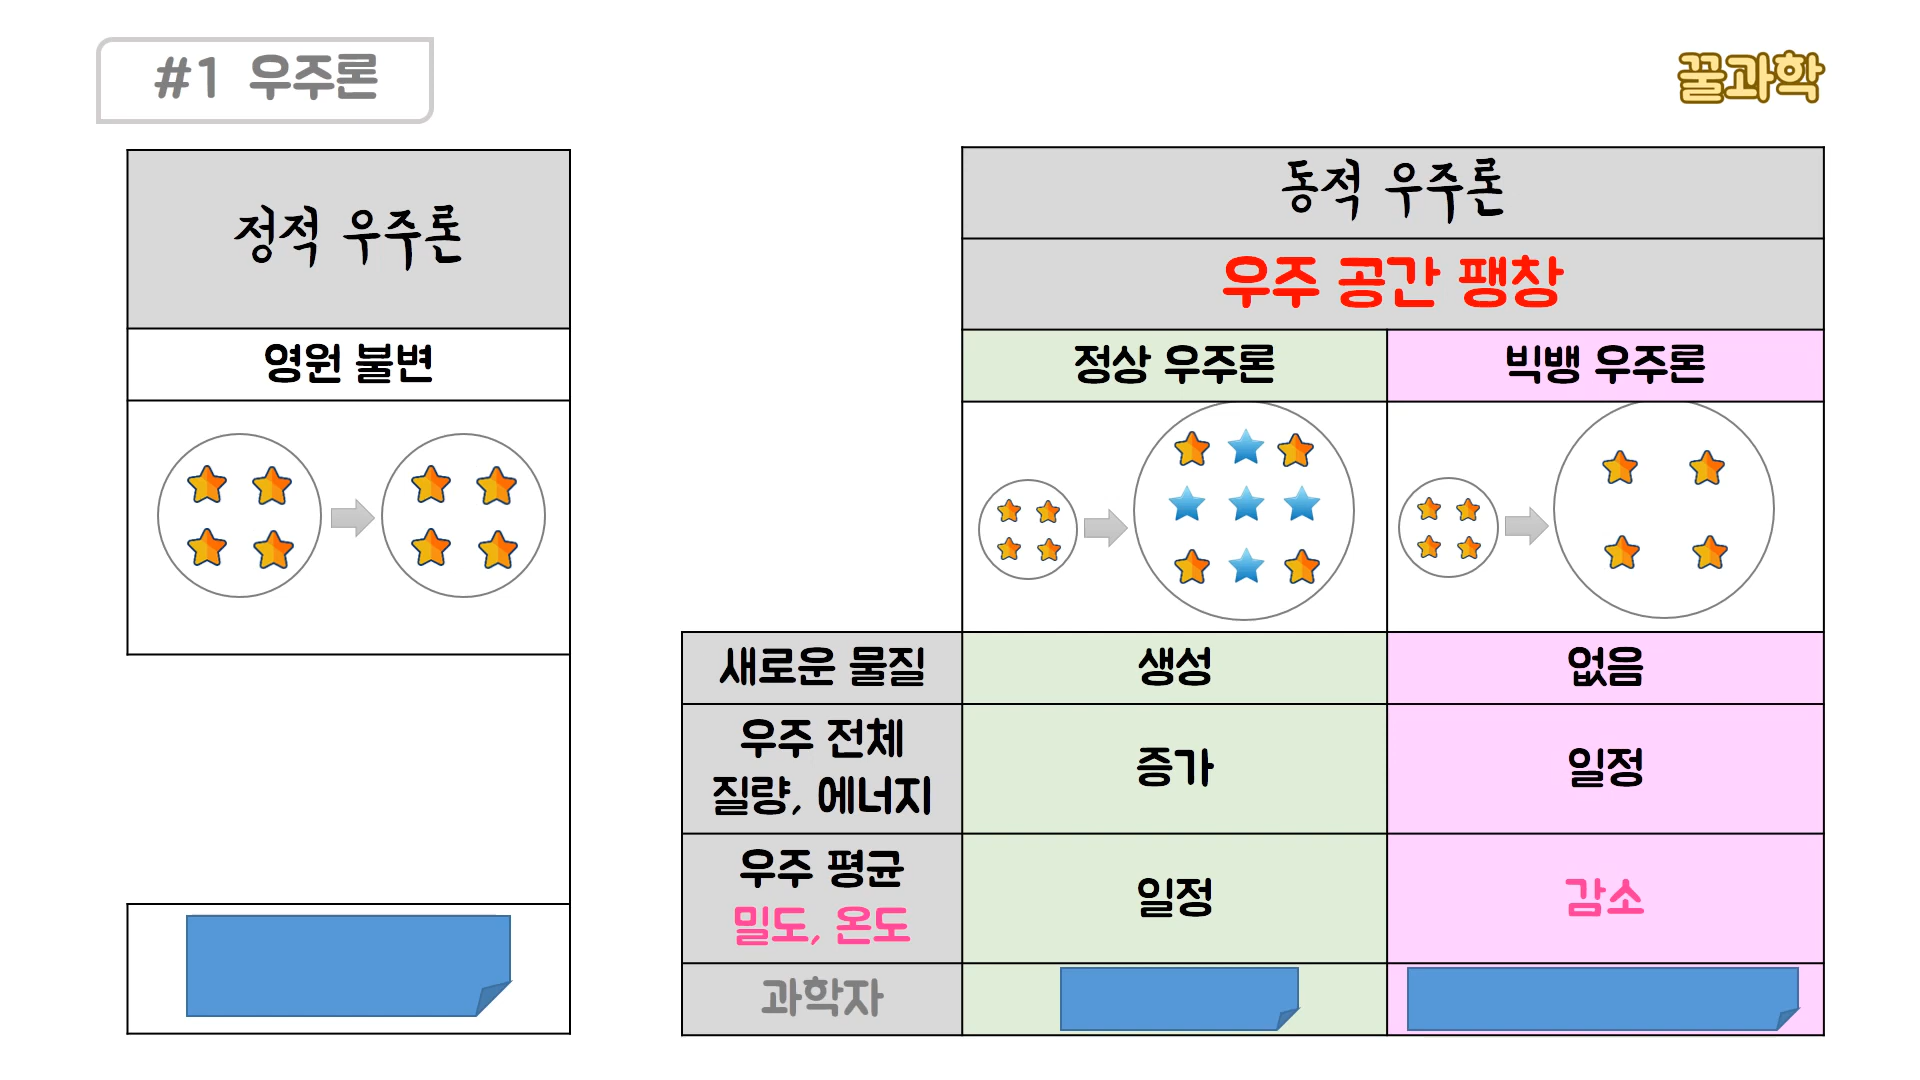 #1 우주론
꿀과학
정적 우주론
영원 불변
동적 우주론
우주 공간 팽창
정상 우주론
빅뱅 우주론
새로운 물질
생성
없음
우주 전체
질량, 에너지
증가
일정
우주 평균
밀도, 온도
일정
감소
과학자